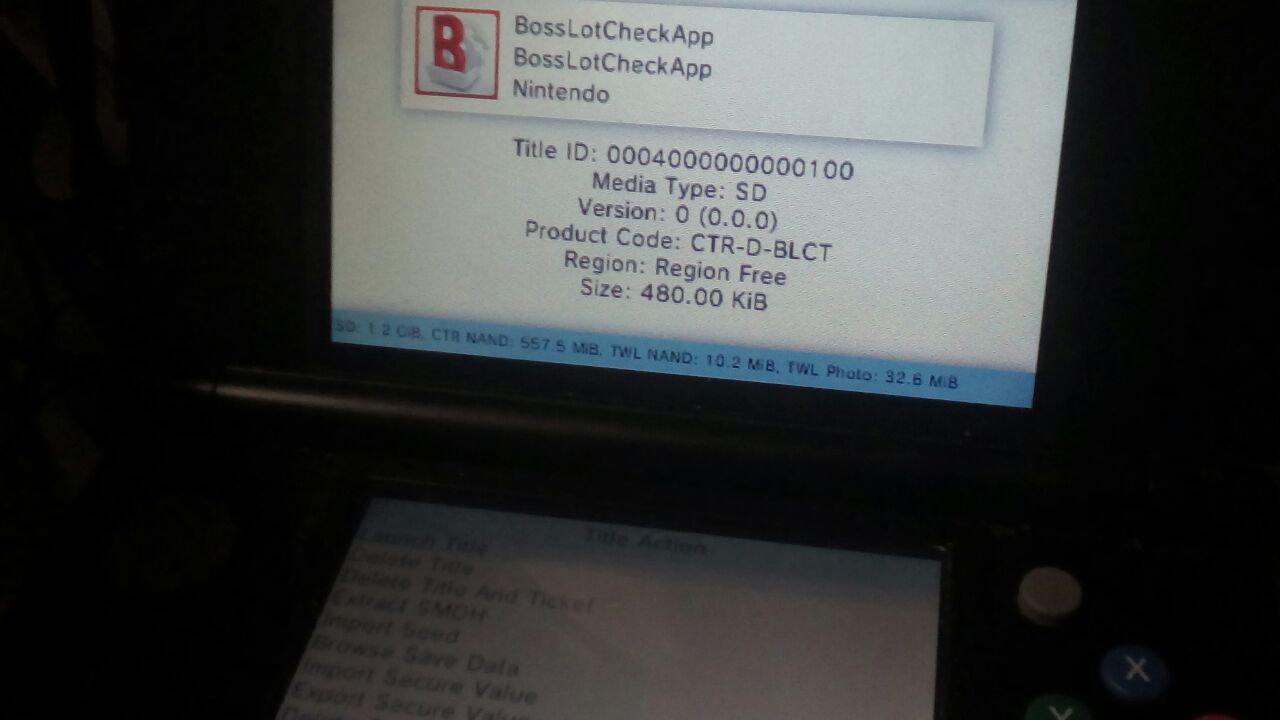 B
BossLotCheckApp
BossLotCheckApp
Nintendo
Title ID: 0004000000000100
Media Type: SD
Version: 0 (0.0.0)
Product Code: CTR-D-BLCT
Region: Region Free
Size: 480.00 KiB
SD: 1.2 GiB, CTR NAND: 557.5 MiB, TWL NAND: 10.2 MiB, TWL Photo: 32.6 MiB
Title Action
Launch Title
Delete Title
Delete Title And Ticket
Extract SMDH
Import Seed
Browse Save Data
Import Secure Value
Export Secure Value
X
Y